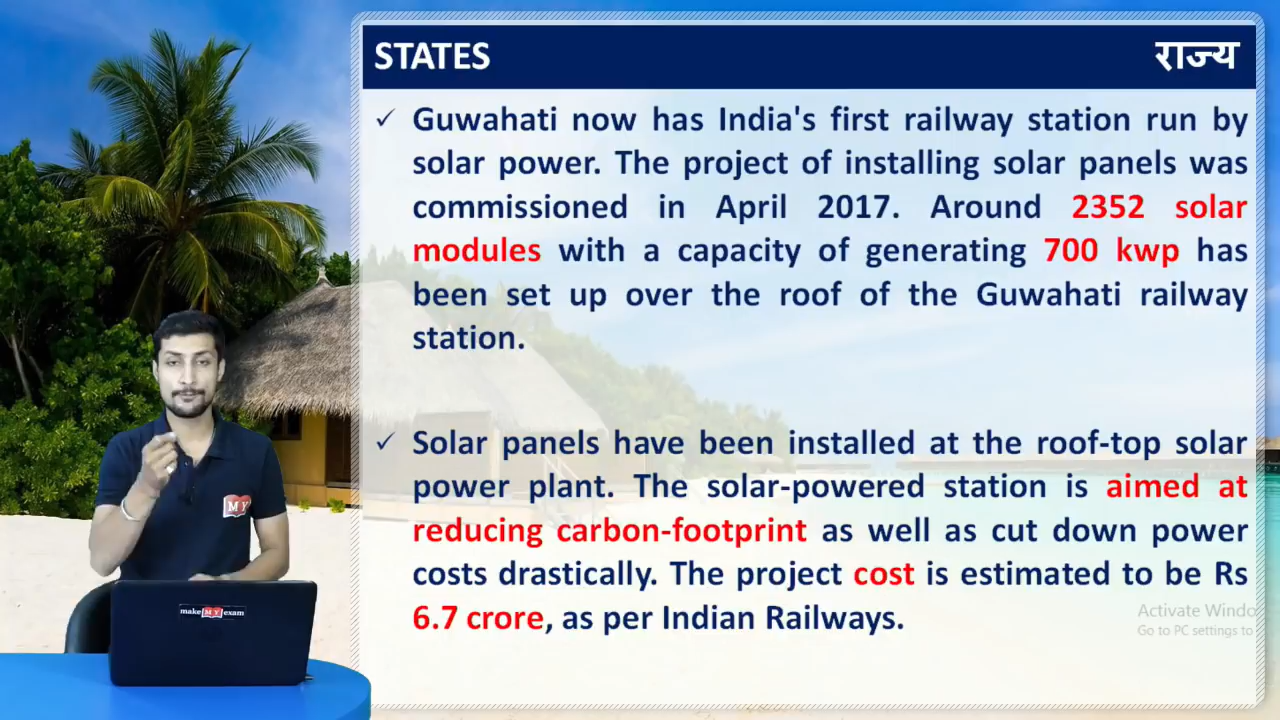 STATES राज्य
✓ Guwahati now has India's first railway station run by
solar power. The project of installing solar panels was
commissioned in April 2017. Around 2352 solar
modules with a capacity of generating 700 kwp has
been set up over the roof of the Guwahati railway
station.
✓ Solar panels have been installed at the roof-top solar
power plant. The solar-powered station is aimed at
reducing carbon-footprint as well as cut down power
costs drastically. The project cost is estimated to be Rs
6.7 crore, as per Indian Railways.
Activate Windo
Go to PC settings to
MY
make MY exam